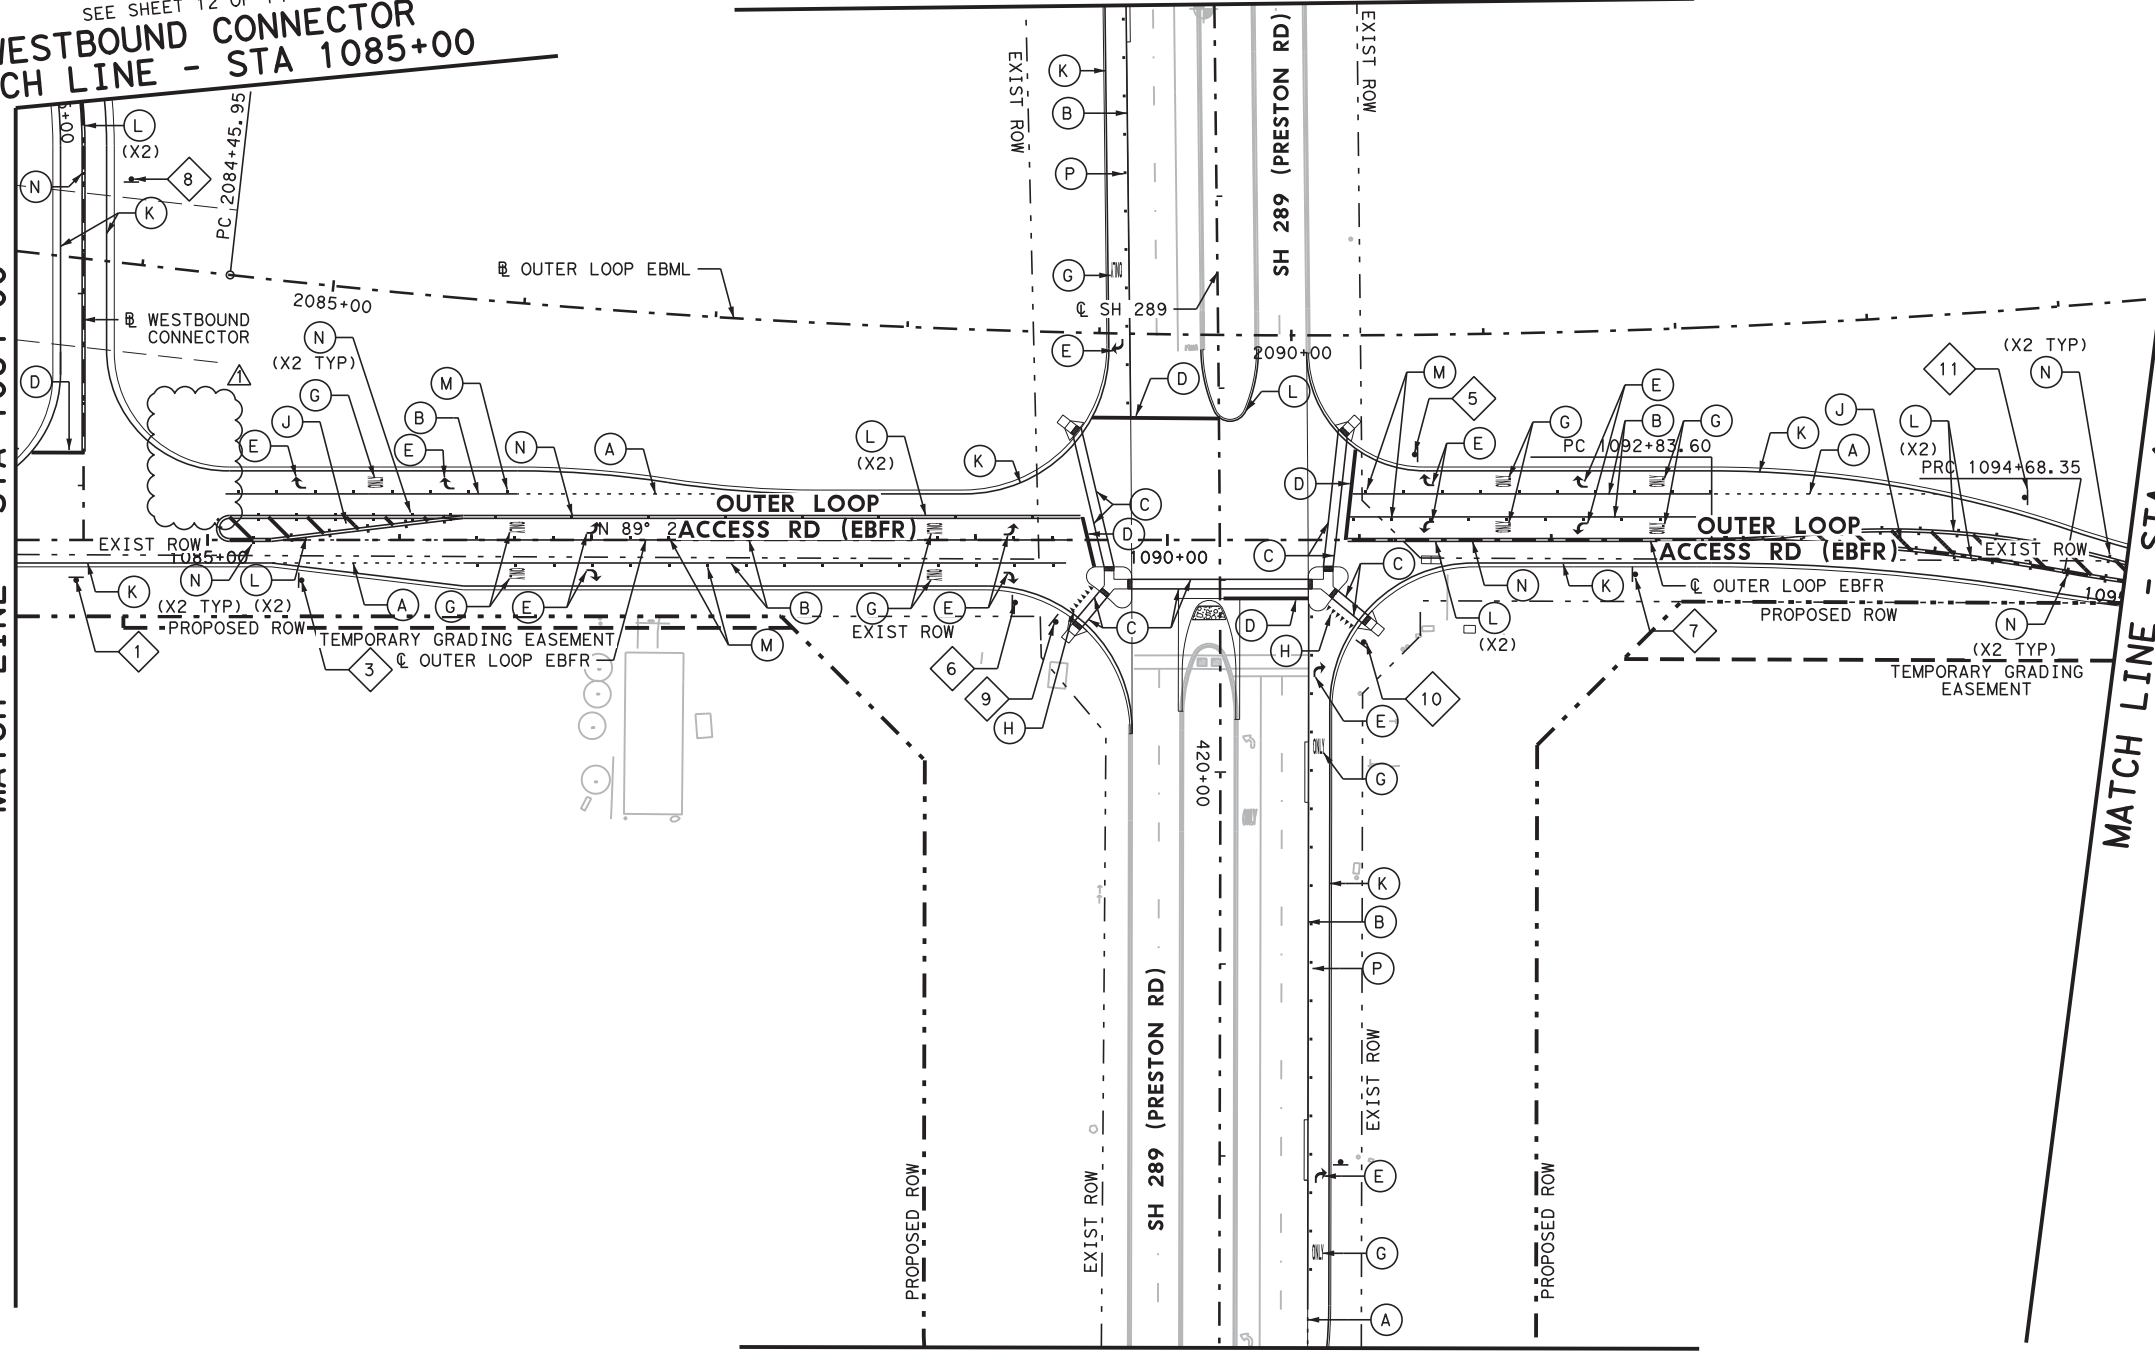 SEE SHEET 12 OF
WESTBOUND CONNECTOR
CH LINE - STA 1085+00
EXIST ROW
EXIST ROW
SH 289 (PRESTON RD)
K
B
P
G
E
L
(X2)
N
8
K
PC 2084+45.95
D
℄ SH 289
ONLY
2090+00
B OUTER LOOP EBML
2085+00
B WESTBOUND
CONNECTOR
1
N
(X2 TYP)
G
J
E
M
B
E
N
A
L
(X2)
K
D
L
M
5
E
E
B
G
G
PC 1092+83.60
K
A
J
L
(X2)
11
(X2 TYP)
N
PRC 1094+68.35
D
C
D
C
C
1090+00
OUTER LOOP
ACCESS RD (EBFR)
N 89° 2
OUTER LOOP
ACCESS RD (EBFR)
EXIST ROW
EXIST ROW
1085+00
K
N
(X2 TYP)
L
(X2)
A
G
E
B
G
E
C
D
H
L
(X2)
N
K
℄ OUTER LOOP EBFR
PROPOSED ROW
7
N
(X2 TYP)
TEMPORARY GRADING
EASEMENT
PROPOSED ROW
TEMPORARY GRADING EASEMENT
℄ OUTER LOOP EBFR
EXIST ROW
1
3
M
6
9
H
10
E
ONLY
G
420+00
K
B
P
SH 289 (PRESTON RD)
EXIST ROW
EXIST ROW
PROPOSED ROW
PROPOSED ROW
E
ONLY
G
A
MATCH LINE - STA